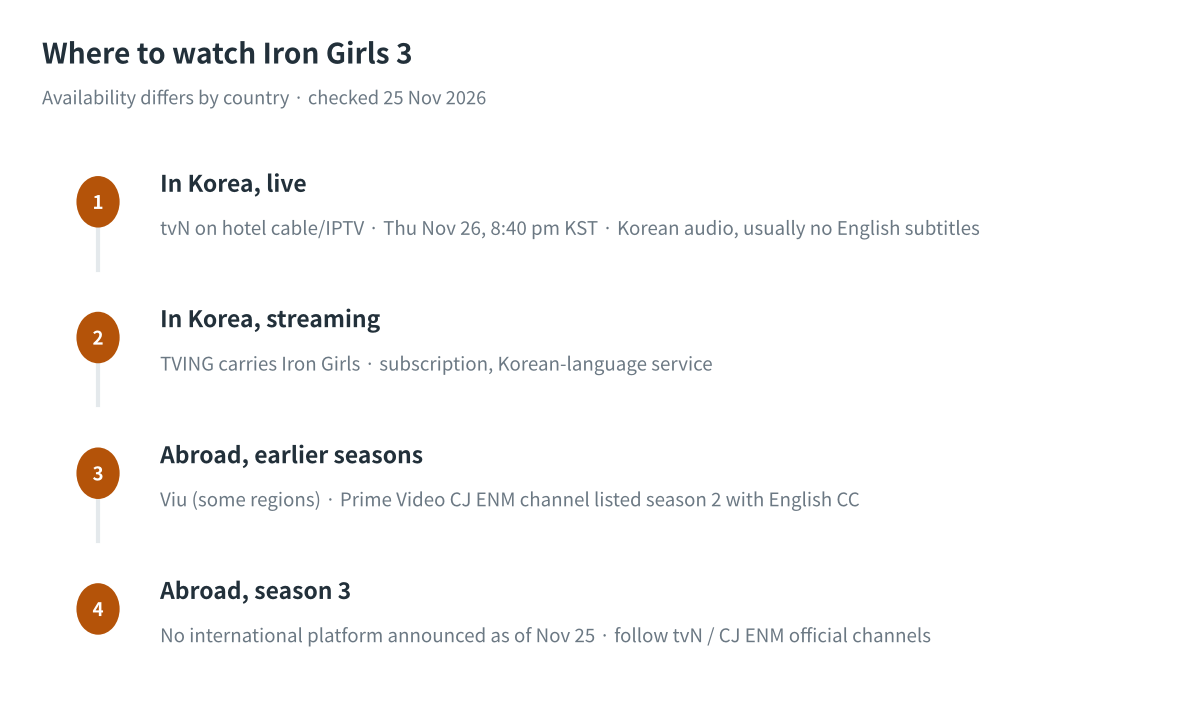 Where to watch Iron Girls 3
Availability differs by country · checked 25 Nov 2026
1
In Korea, live
tvN on hotel cable/IPTV · Thu Nov 26, 8:40 pm KST · Korean audio, usually no English subtitles
2
In Korea, streaming
TVING carries Iron Girls · subscription, Korean-language service
3
Abroad, earlier seasons
Viu (some regions) · Prime Video CJ ENM channel listed season 2 with English CC
4
Abroad, season 3
No international platform announced as of Nov 25 · follow tvN / CJ ENM official channels